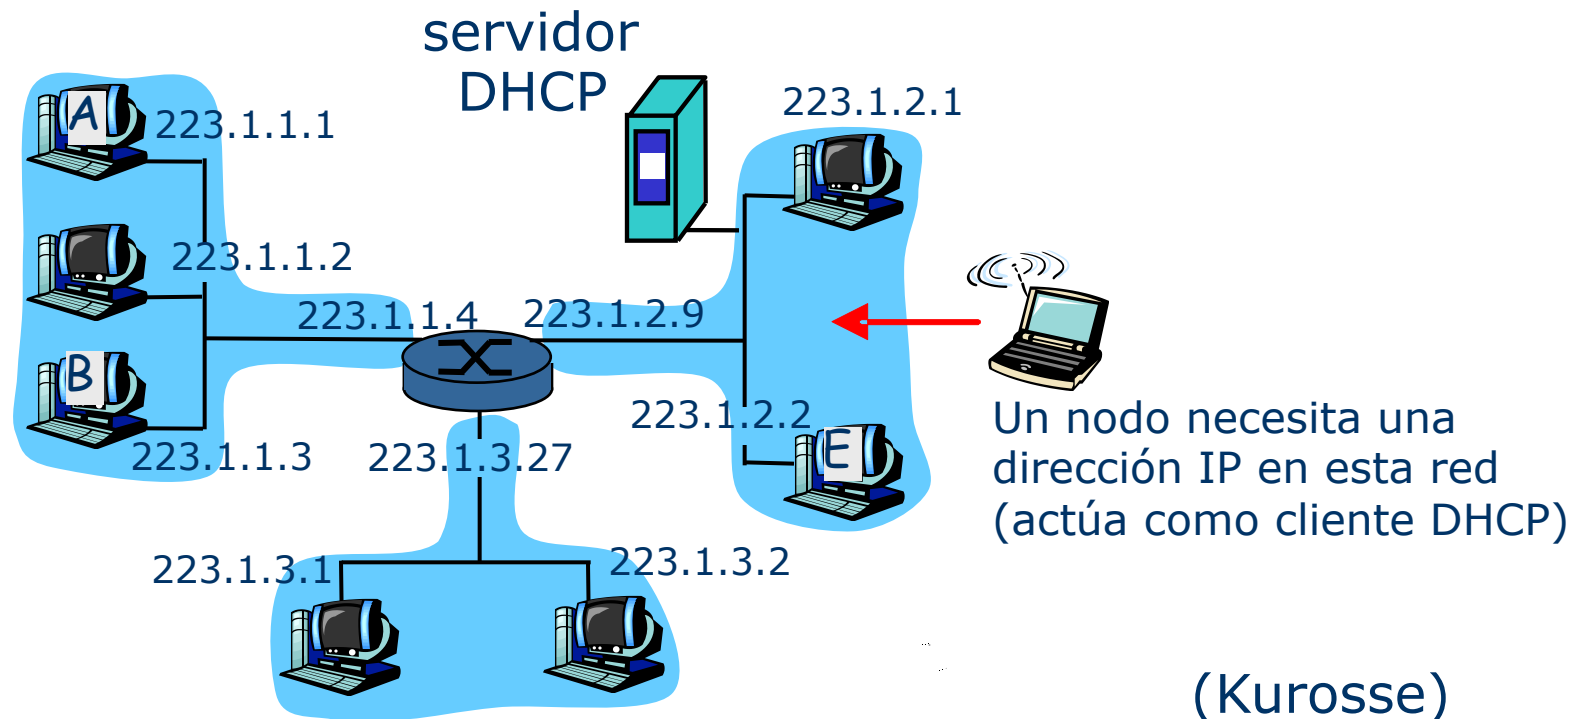 servidor
DHCP
A
223.1.1.1
223.1.2.1
223.1.1.2
223.1.1.4
223.1.2.9
B
223.1.1.3
223.1.3.27
223.1.2.2
E
Un nodo necesita una
dirección IP en esta red
(actúa como cliente DHCP)
223.1.3.1
223.1.3.2
(Kurosse)